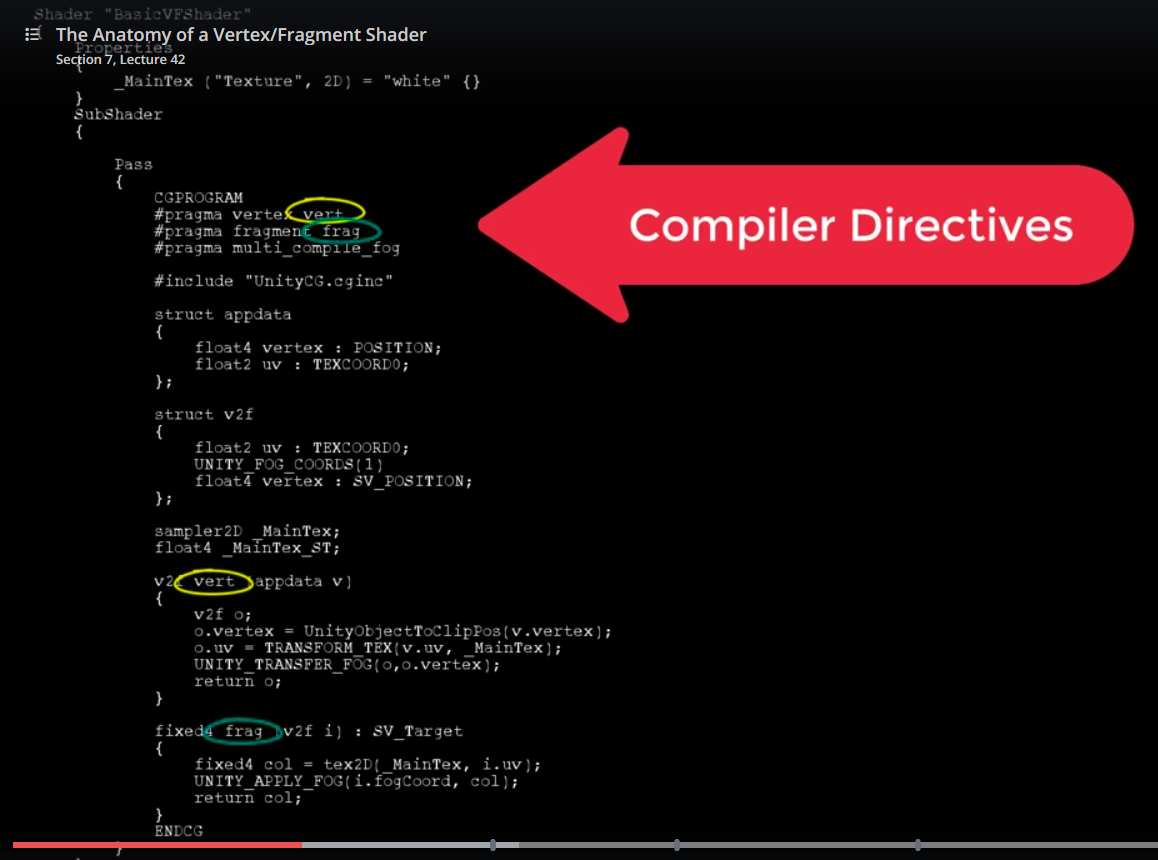 Shader "BasicVFShader"
{
The Anatomy of a Vertex/Fragment Shader
Properties
Section 7, Lecture 42
{
_MainTex ("Texture", 2D) = "white" {}
}
SubShader
{
Pass
{
CGPROGRAM
#pragma vertex vert
#pragma fragment frag
#pragma multi_compile_fog
Compiler Directives
#include "UnityCG.cginc"
struct appdata
{
float4 vertex : POSITION;
float2 uv : TEXCOORD0;
};
struct v2f
{
float2 uv : TEXCOORD0;
UNITY_FOG_COORDS(1)
float4 vertex : SV_POSITION;
};
sampler2D _MainTex;
float4 _MainTex_ST;
v2f vert (appdata v)
{
v2f o;
o.vertex = UnityObjectToClipPos(v.vertex);
o.uv = TRANSFORM_TEX(v.uv, _MainTex);
UNITY_TRANSFER_FOG(o,o.vertex);
return o;
}
fixed4 frag (v2f i) : SV_Target
{
fixed4 col = tex2D(_MainTex, i.uv);
UNITY_APPLY_FOG(i.fogCoord, col);
return col;
}
ENDCG
}